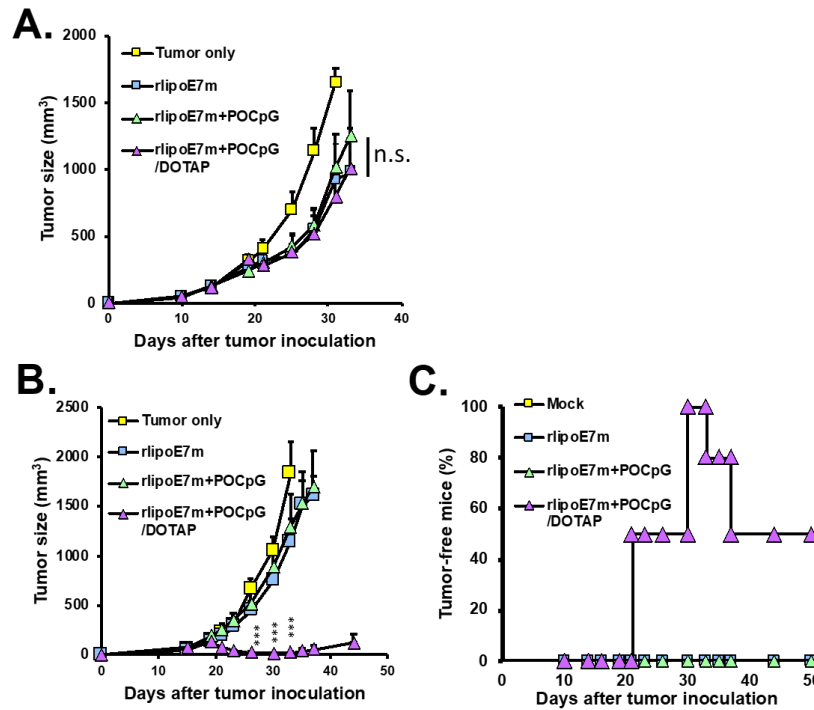 A.
2000
1500
1000
500
0
Tumor size (mm³)
Tumor only
rlipoE7m
rlipoE7m+POCpG
rlipoE7m+POCpG
/DOTAP
n.s.
0
10
20
30
40
Days after tumor inoculation
B.
2500
2000
1500
1000
500
0
Tumor size (mm³)
Tumor only
rlipoE7m
rlipoE7m+POCpG
rlipoE7m+POCpG
/DOTAP
***
***
***
0
10
20
30
40
50
Days after tumor inoculation
C.
100
80
60
40
20
0
Tumor-free mice (%)
Mock
rlipoE7m
rlipoE7m+POCpG
rlipoE7m+POCpG
/DOTAP
0
10
20
30
40
50
Days after tumor inoculation